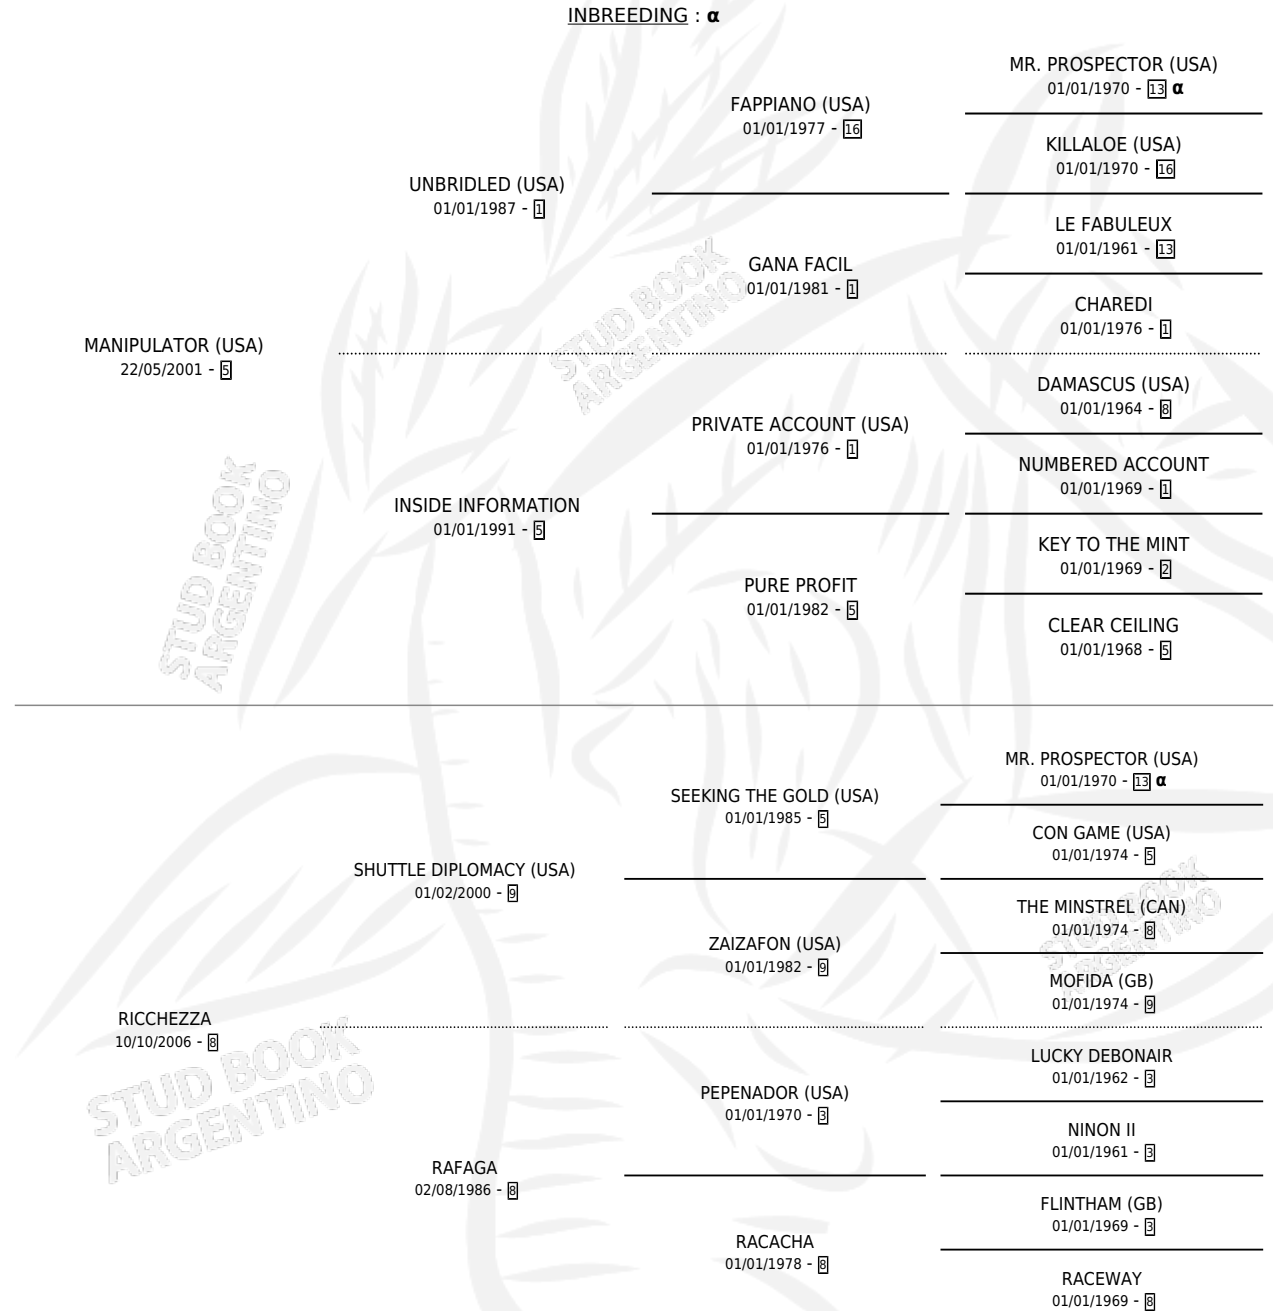 INBREEDING : α
MR. PROSPECTOR (USA)
01/01/1970 - 13 α
FAPPIANO (USA)
01/01/1977 - 16
KILLALOE (USA)
01/01/1970 - 16
UNBRIDLED (USA)
01/01/1987 - 1
LE FABULEUX
01/01/1961 - 13
GANA FACIL
01/01/1981 - 1
CHAREDI
01/01/1976 - 1
MANIPULATOR (USA)
22/05/2001 - 5
DAMASCUS (USA)
01/01/1964 - 8
PRIVATE ACCOUNT (USA)
01/01/1976 - 1
NUMBERED ACCOUNT
01/01/1969 - 1
INSIDE INFORMATION
01/01/1991 - 5
KEY TO THE MINT
01/01/1969 - 2
PURE PROFIT
01/01/1982 - 5
CLEAR CEILING
01/01/1968 - 5
STUD BOOK
ARGENTINO
STUD BOOK
ARGENTINO
MR. PROSPECTOR (USA)
01/01/1970 - 13 α
SEEKING THE GOLD (USA)
01/01/1985 - 5
CON GAME (USA)
01/01/1974 - 5
SHUTTLE DIPLOMACY (USA)
01/02/2000 - 9
THE MINSTREL (CAN)
01/01/1974 - 8
ZAIZAFON (USA)
01/01/1982 - 9
MOFIDA (GB)
01/01/1974 - 9
RICCHEZZA
10/10/2006 - 8
LUCKY DEBONAIR
01/01/1962 - 3
PEPENADOR (USA)
01/01/1970 - 3
NINON II
01/01/1961 - 3
RAFAGA
02/08/1986 - 8
FLINTHAM (GB)
01/01/1969 - 3
RACACHA
01/01/1978 - 8
RACEWAY
01/01/1969 - 8
STUD BOOK
ARGENTINO
STUD BOOK
ARGENTINO